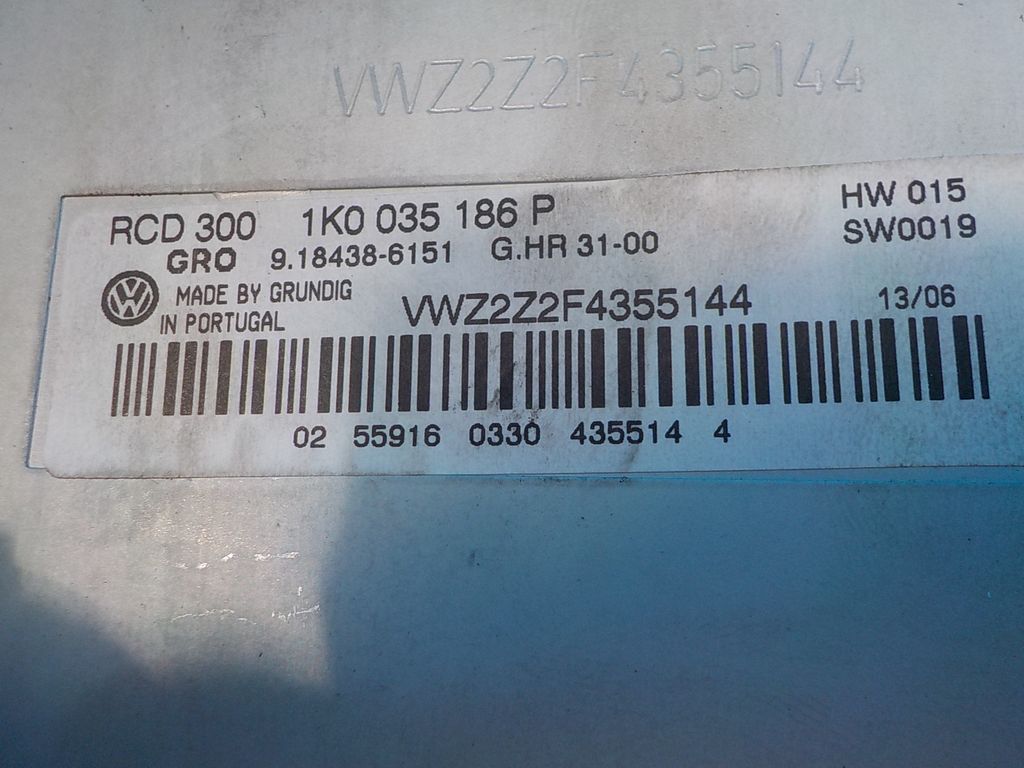 VWZ2Z2F4355144
RCD 300 1K0 035 186 P HW 015
GRO 9.18438-6151 G.HR 31-00 SW0019
MADE BY GRUNDIG VWZ2Z2F4355144 13/06
IN PORTUGAL
02 55916 0330 435514 4